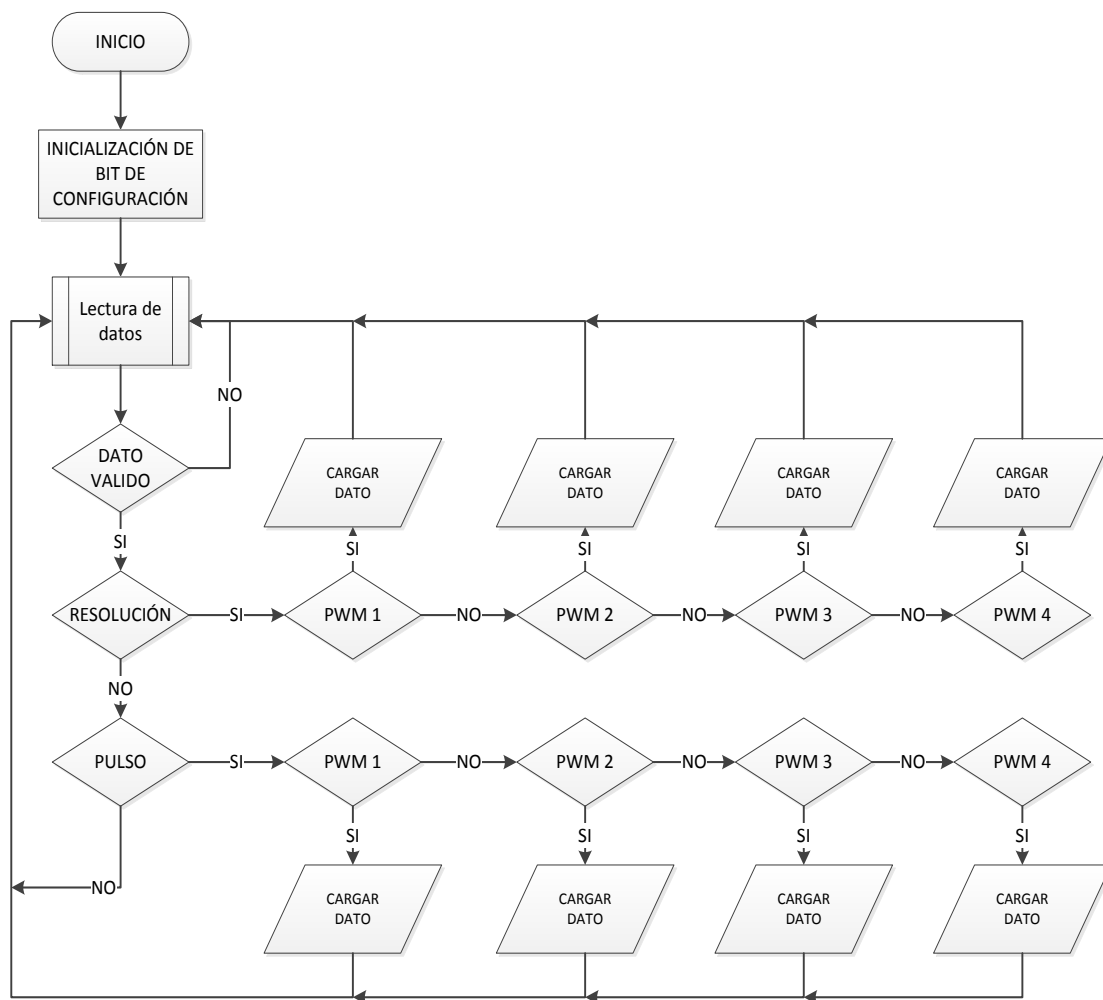 INICIO
INICIALIZACIÓN DE
BIT DE
CONFIGURACIÓN
Lectura de
datos
NO
DATO
VALIDO
CARGAR
DATO
CARGAR
DATO
CARGAR
DATO
CARGAR
DATO
SI
SI
SI
SI
SI
RESOLUCIÓN
SI
PWM 1
NO
PWM 2
NO
PWM 3
NO
PWM 4
NO
PULSO
SI
PWM 1
NO
PWM 2
NO
PWM 3
NO
PWM 4
SI
SI
SI
SI
NO
CARGAR
DATO
CARGAR
DATO
CARGAR
DATO
CARGAR
DATO